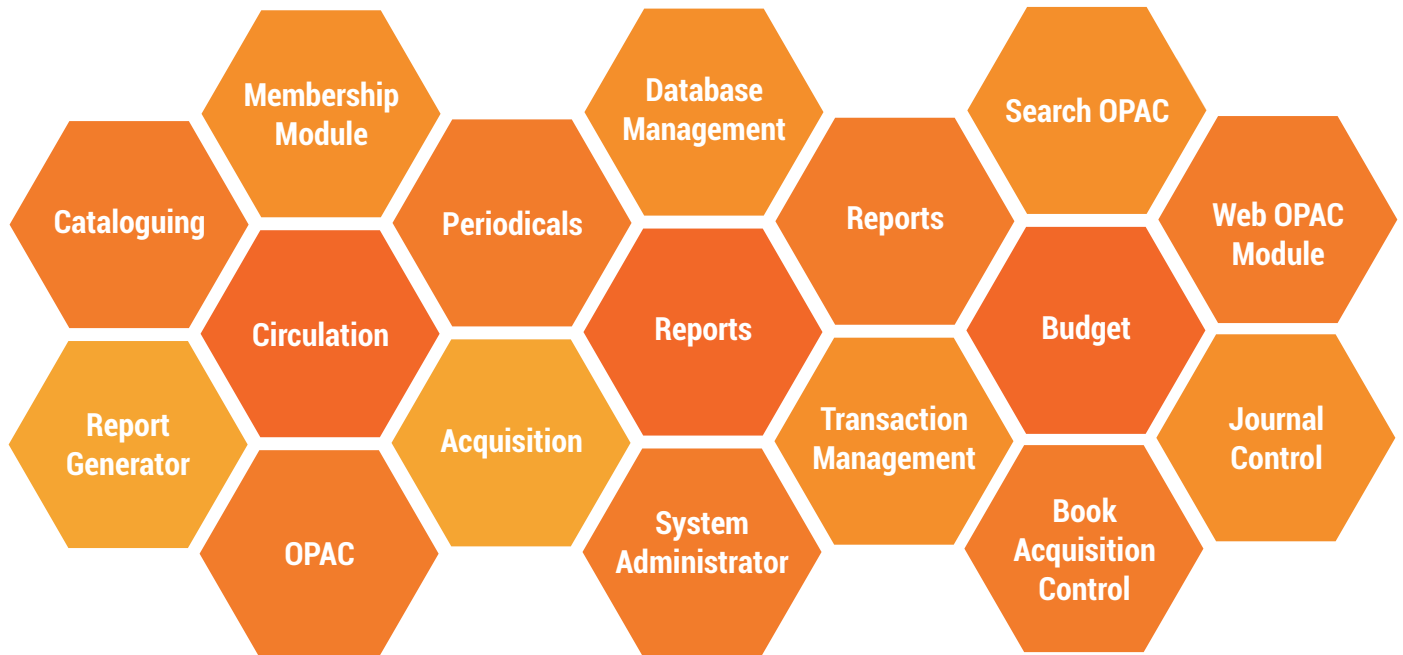 Membership
Module
Database
Management
Search OPAC
Cataloguing
Periodicals
Reports
Web OPAC
Module
Circulation
Reports
Budget
Report
Generator
Acquisition
Transaction
Management
Journal
Control
OPAC
System
Administrator
Book
Acquisition
Control